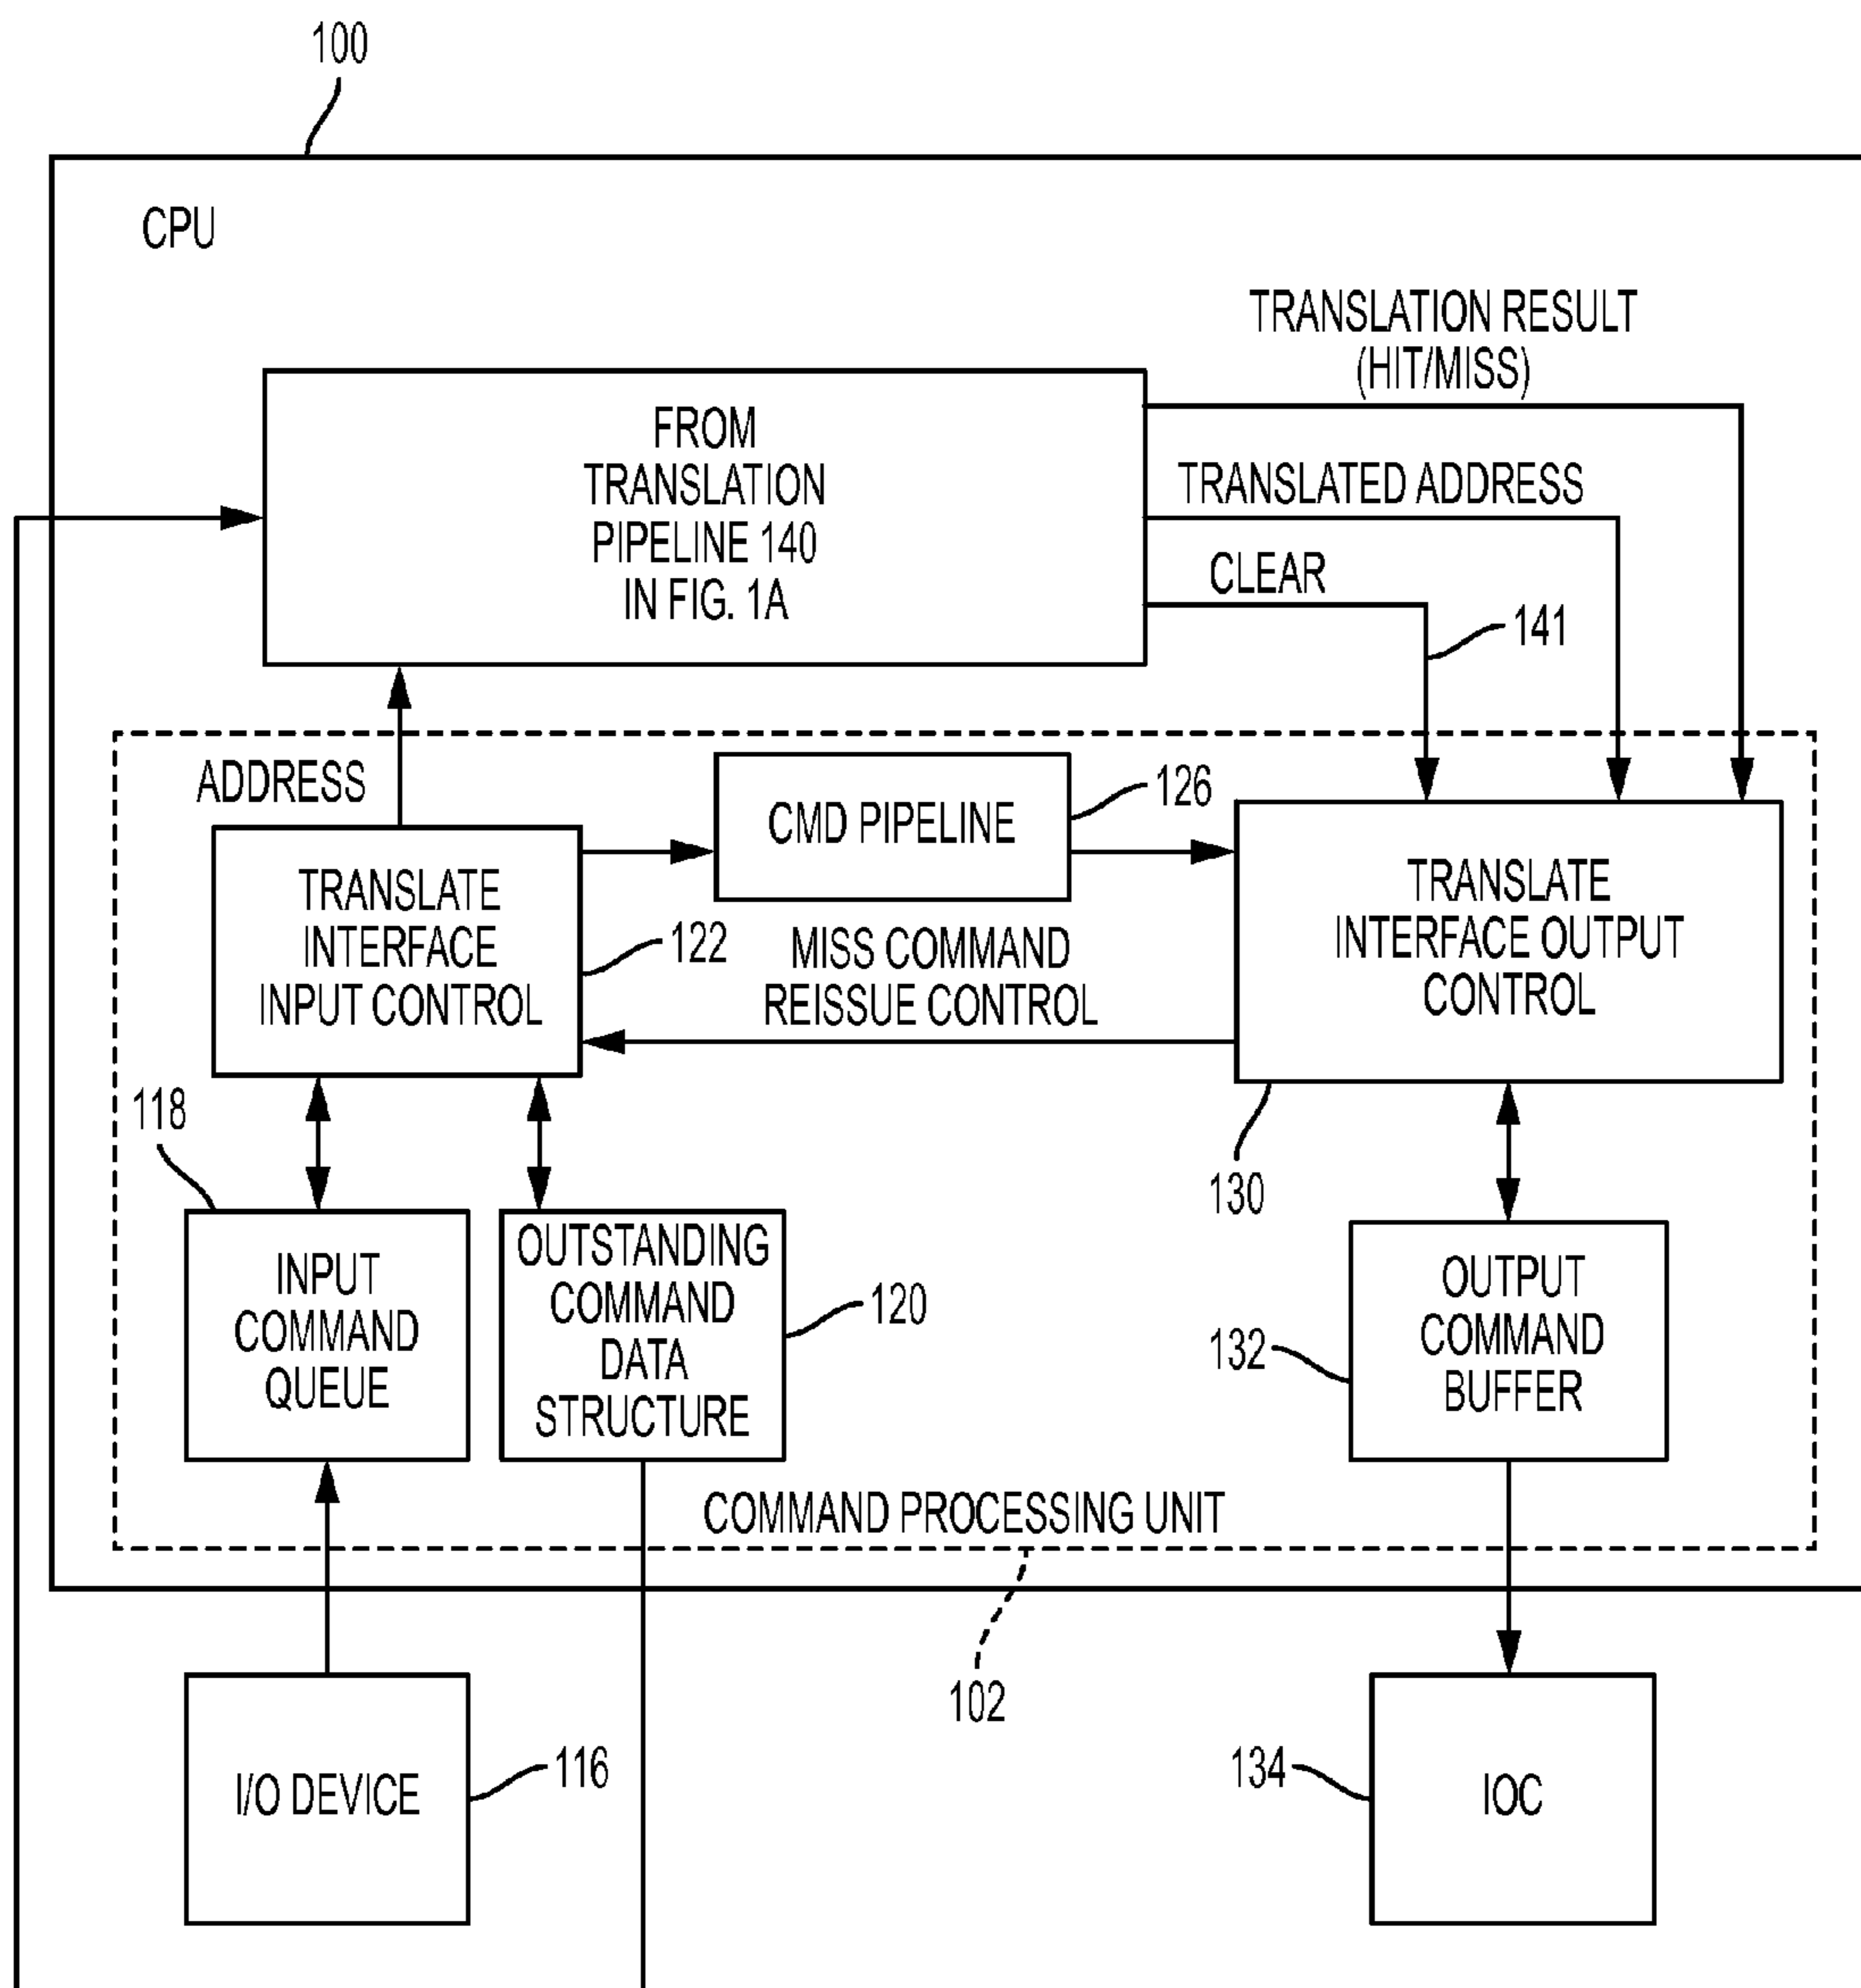 100
CPU
TRANSLATION RESULT
(HIT/MISS)
FROM
TRANSLATION
PIPELINE 140
IN FIG. 1A
TRANSLATED ADDRESS
CLEAR
141
ADDRESS
CMD PIPELINE
126
TRANSLATE
INTERFACE
INPUT CONTROL
122
MISS COMMAND
REISSUE CONTROL
TRANSLATE
INTERFACE OUTPUT
CONTROL
118
130
INPUT
COMMAND
QUEUE
OUTSTANDING
COMMAND
DATA
STRUCTURE
120
132
OUTPUT
COMMAND
BUFFER
COMMAND PROCESSING UNIT
102
I/O DEVICE
116
134
IOC